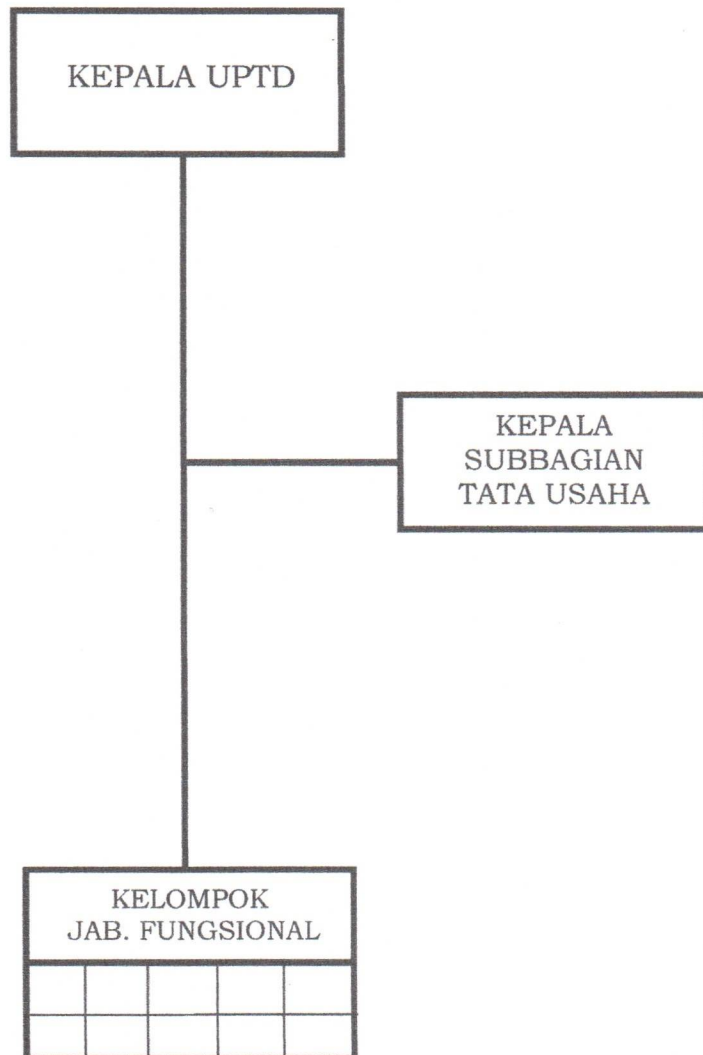 KEPALA UPTD
KEPALA
SUBBAGIAN
TATA USAHA
KELOMPOK
JAB. FUNGSIONAL